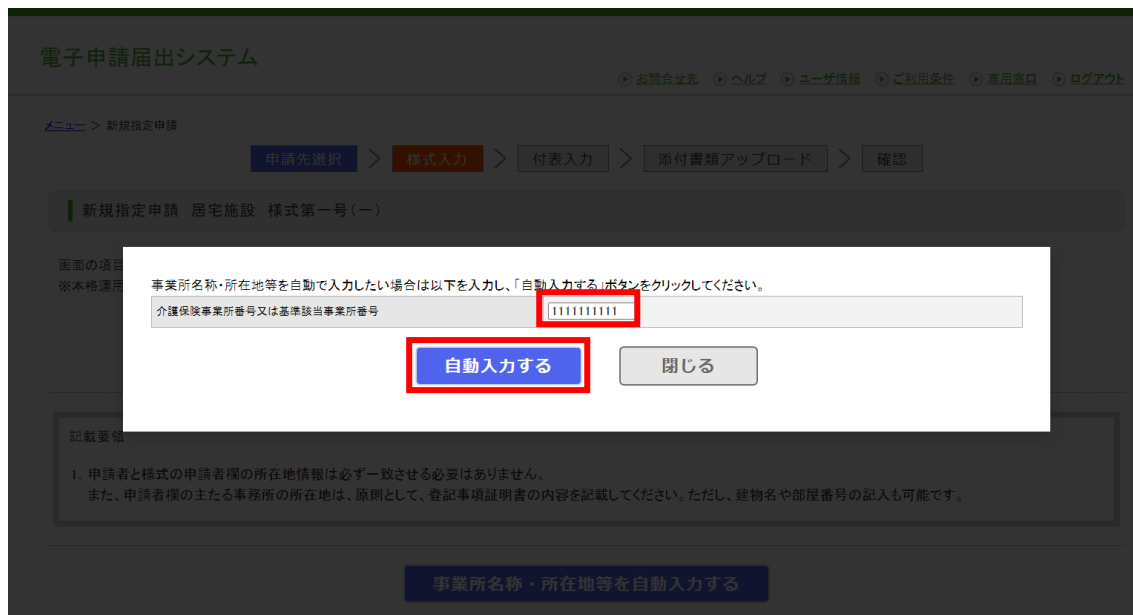 電子申請届出システム
お問合せ先 ヘルプ ユーザ情報 ご利用条件 専用窓口 ログアウト
メニュー > 新規指定申請
申請先選択 > 様式入力 > 付表入力 > 添付書類アップロード > 確認
新規指定申請 居宅施設 様式第一号(一)
画面の項目
※本格運用
事業所名称・所在地等を自動で入力したい場合は以下を入力し、「自動入力する」ボタンをクリックしてください。
介護保険事業所番号又は基準該当事業所番号 1111111111
自動入力する 閉じる
記載要領
1. 申請者と様式の申請者欄の所在地情報は必ず一致させる必要はありません。
また、申請者欄の主たる事務所の所在地は、原則として、登記事項証明書の内容を記載してください。ただし、建物名や部屋番号の記入も可能です。
事業所名称・所在地等を自動入力する